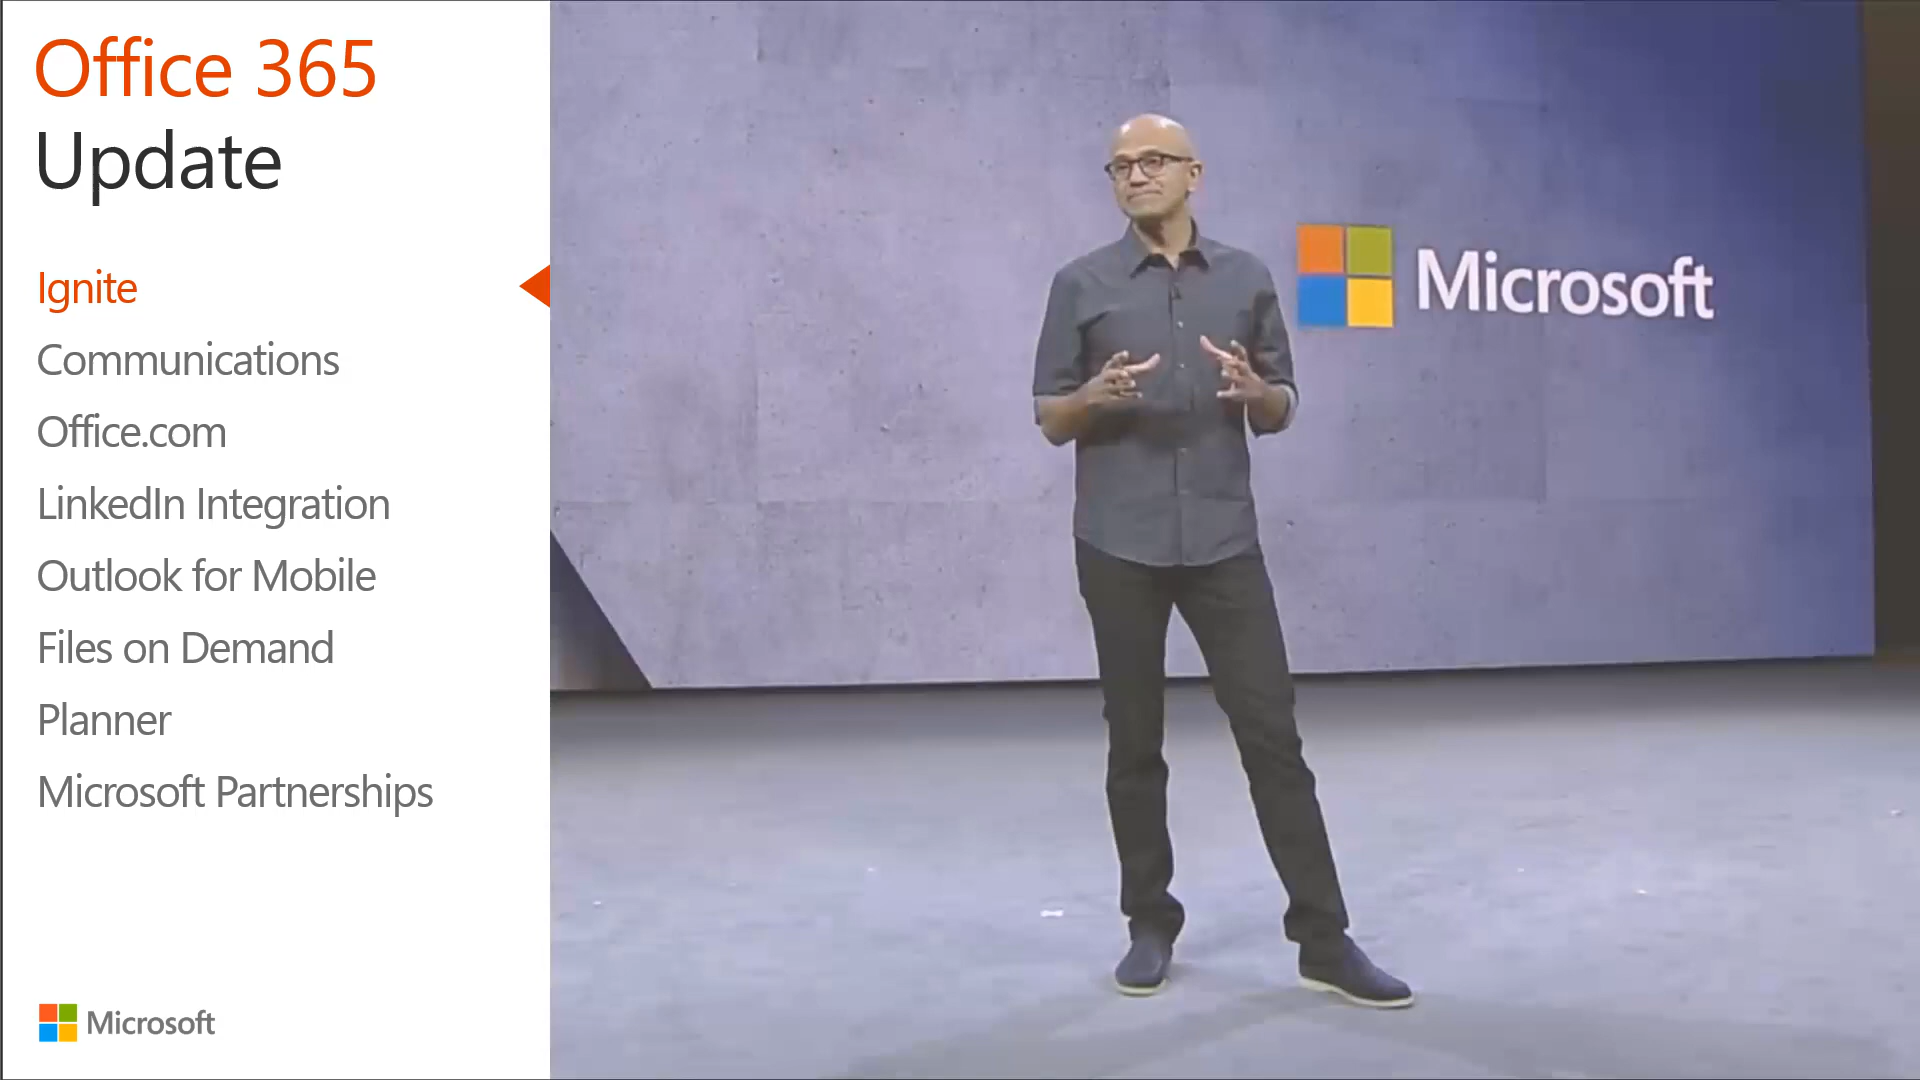 Office 365
Update
Ignite
Communications
Office.com
LinkedIn Integration
Outlook for Mobile
Files on Demand
Planner
Microsoft Partnerships
Microsoft
Microsoft